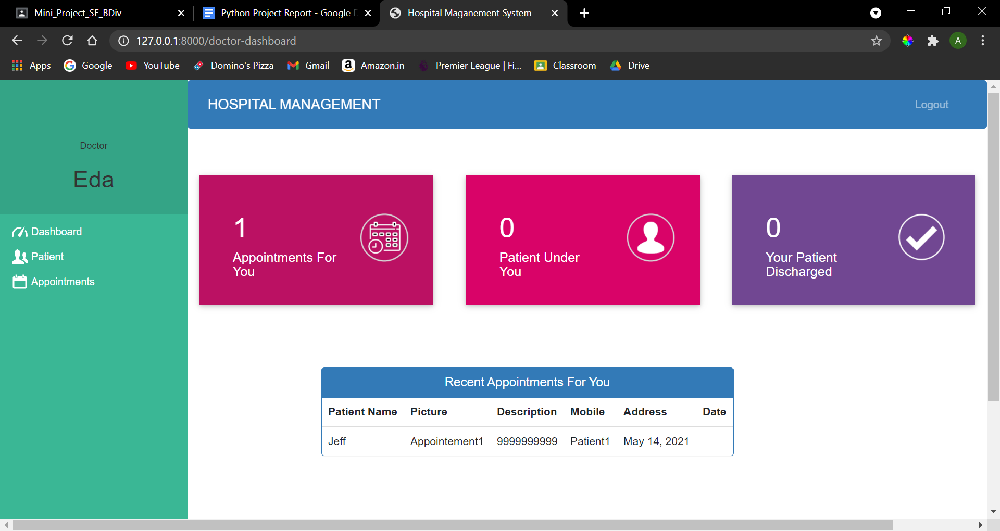 Mini_Project_SE_BDiv
Python Project Report - Google
Hospital Maganement System
127.0.0.1:8000/doctor-dashboard
A
Apps
Google
YouTube
Domino's Pizza
Gmail
Amazon.in
Premier League | Fi...
Classroom
Drive
HOSPITAL MANAGEMENT
Logout
Doctor
Eda
Dashboard
Patient
Appointments
1
Appointments For
You
0
Patient Under
You
0
Your Patient
Discharged
Recent Appointments For You
Patient Name Picture Description Mobile Address Date
Jeff Appointement1 9999999999 Patient1 May 14, 2021